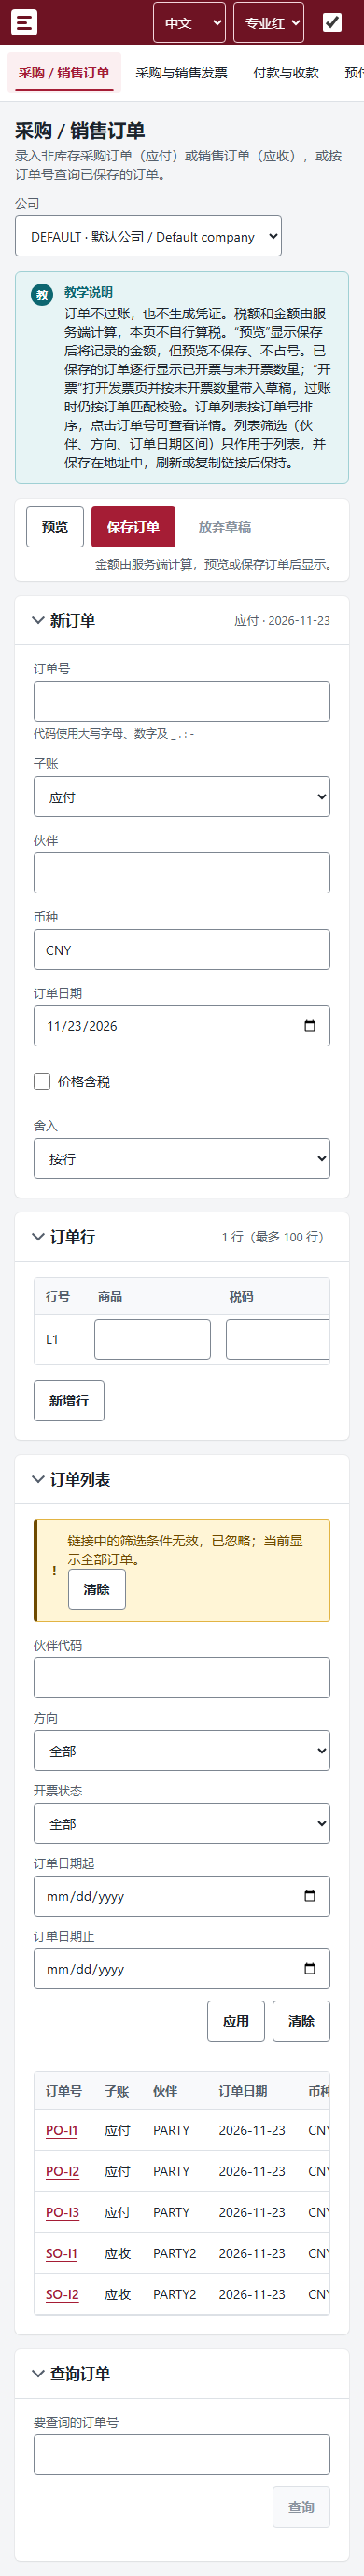 中文 专业红
采购 / 销售订单 采购与销售发票 付款与收款
采购 / 销售订单
录入非库存采购订单（应付）或销售订单（应收），或按
订单号查询已保存的订单。
公司
DEFAULT · 默认公司 / Default company
教 教学说明
订单不过账，也不生成凭证。税额和金额由服
务端计算，本页不自行算税。“预览”显示保存
后将记录的金额，但预览不保存、不占号。已
保存的订单逐行显示已开票与未开票数量；“开
票”打开发票页并按未开票数量带入草稿，过账
时仍按订单匹配校验。订单列表按订单号排
序，点击订单号可查看详情。列表筛选（伙
伴、方向、订单日期区间）只作用于列表，并
保存在地址中，刷新或复制链接后保持。
预览 保存订单 放弃草稿
金额由服务端计算，预览或保存订单后显示。
新订单 应付 · 2026-11-23
订单号
代码使用大写字母、数字及 _ . : -
子账
应付
伙伴
币种
CNY
订单日期
11/23/2026
价格含税
舍入
按行
订单行 1 行（最多 100 行）
行号 商品 税码
L1
新增行
订单列表
! 链接中的筛选条件无效，已忽略；当前显
示全部订单。
清除
伙伴代码
方向
全部
开票状态
全部
订单日期起
mm/dd/yyyy
订单日期止
mm/dd/yyyy
应用 清除
订单号 子账 伙伴 订单日期 币种
PO-I1 应付 PARTY 2026-11-23 CNY
PO-I2 应付 PARTY 2026-11-23 CNY
PO-I3 应付 PARTY 2026-11-23 CNY
SO-I1 应收 PARTY2 2026-11-23 CNY
SO-I2 应收 PARTY2 2026-11-23 CNY
查询订单
要查询的订单号
查询